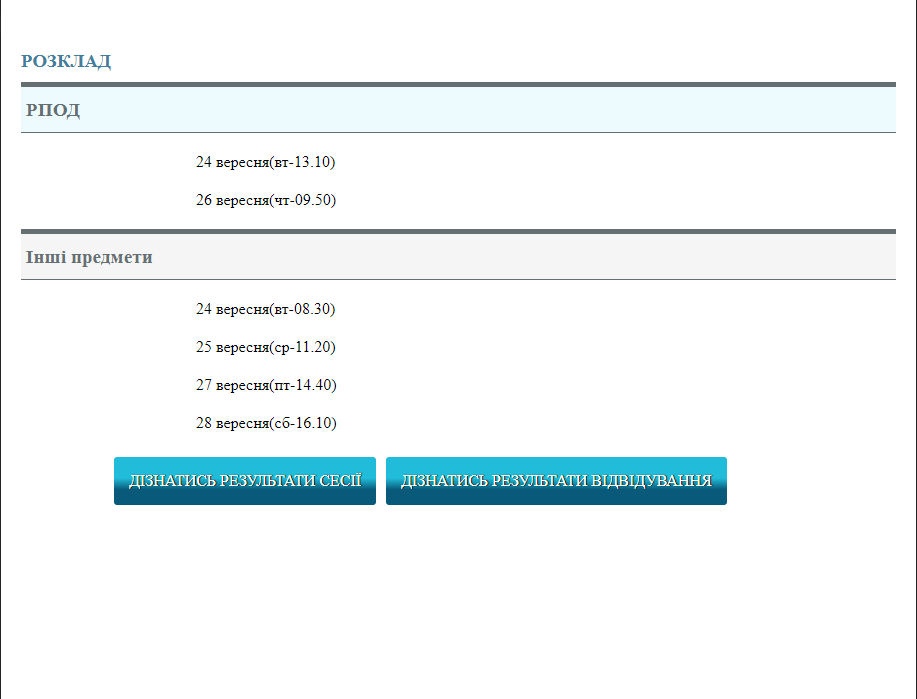 РОЗКЛАД
РПОД
24 вересня(вт-13.10)
26 вересня(чт-09.50)
Інші предмети
24 вересня(вт-08.30)
25 вересня(ср-11.20)
27 вересня(пт-14.40)
28 вересня(сб-16.10)
ДІЗНАТИСЬ РЕЗУЛЬТАТИ СЕСІЇ ДІЗНАТИСЬ РЕЗУЛЬТАТИ ВІДВІДУВАННЯ